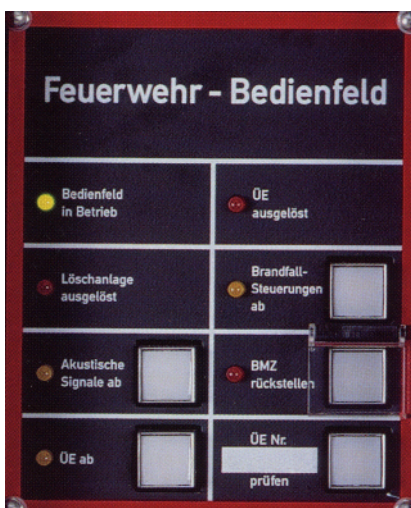 Feuerwehr - Bedienfeld
Bedienfeld
in Betrieb
ÜE
ausgelöst
Löschanlage
ausgelöst
Brandfall-
Steuerungen
ab
Akustische
Signale ab
BMZ
rückstellen
ÜE ab
ÜE Nr.
prüfen